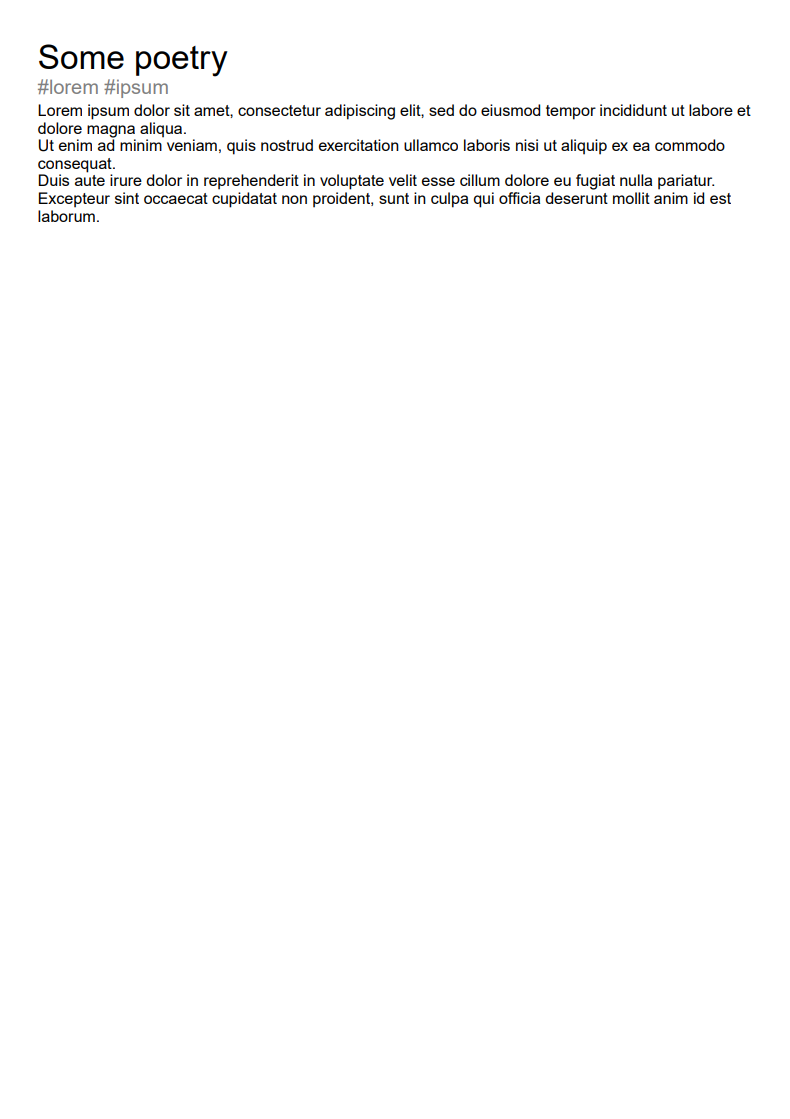 Some poetry
#lorem #ipsum
Lorem ipsum dolor sit amet, consectetur adipiscing elit, sed do eiusmod tempor incididunt ut labore et
dolore magna aliqua.
Ut enim ad minim veniam, quis nostrud exercitation ullamco laboris nisi ut aliquip ex ea commodo
consequat.
Duis aute irure dolor in reprehenderit in voluptate velit esse cillum dolore eu fugiat nulla pariatur.
Excepteur sint occaecat cupidatat non proident, sunt in culpa qui officia deserunt mollit anim id est
laborum.